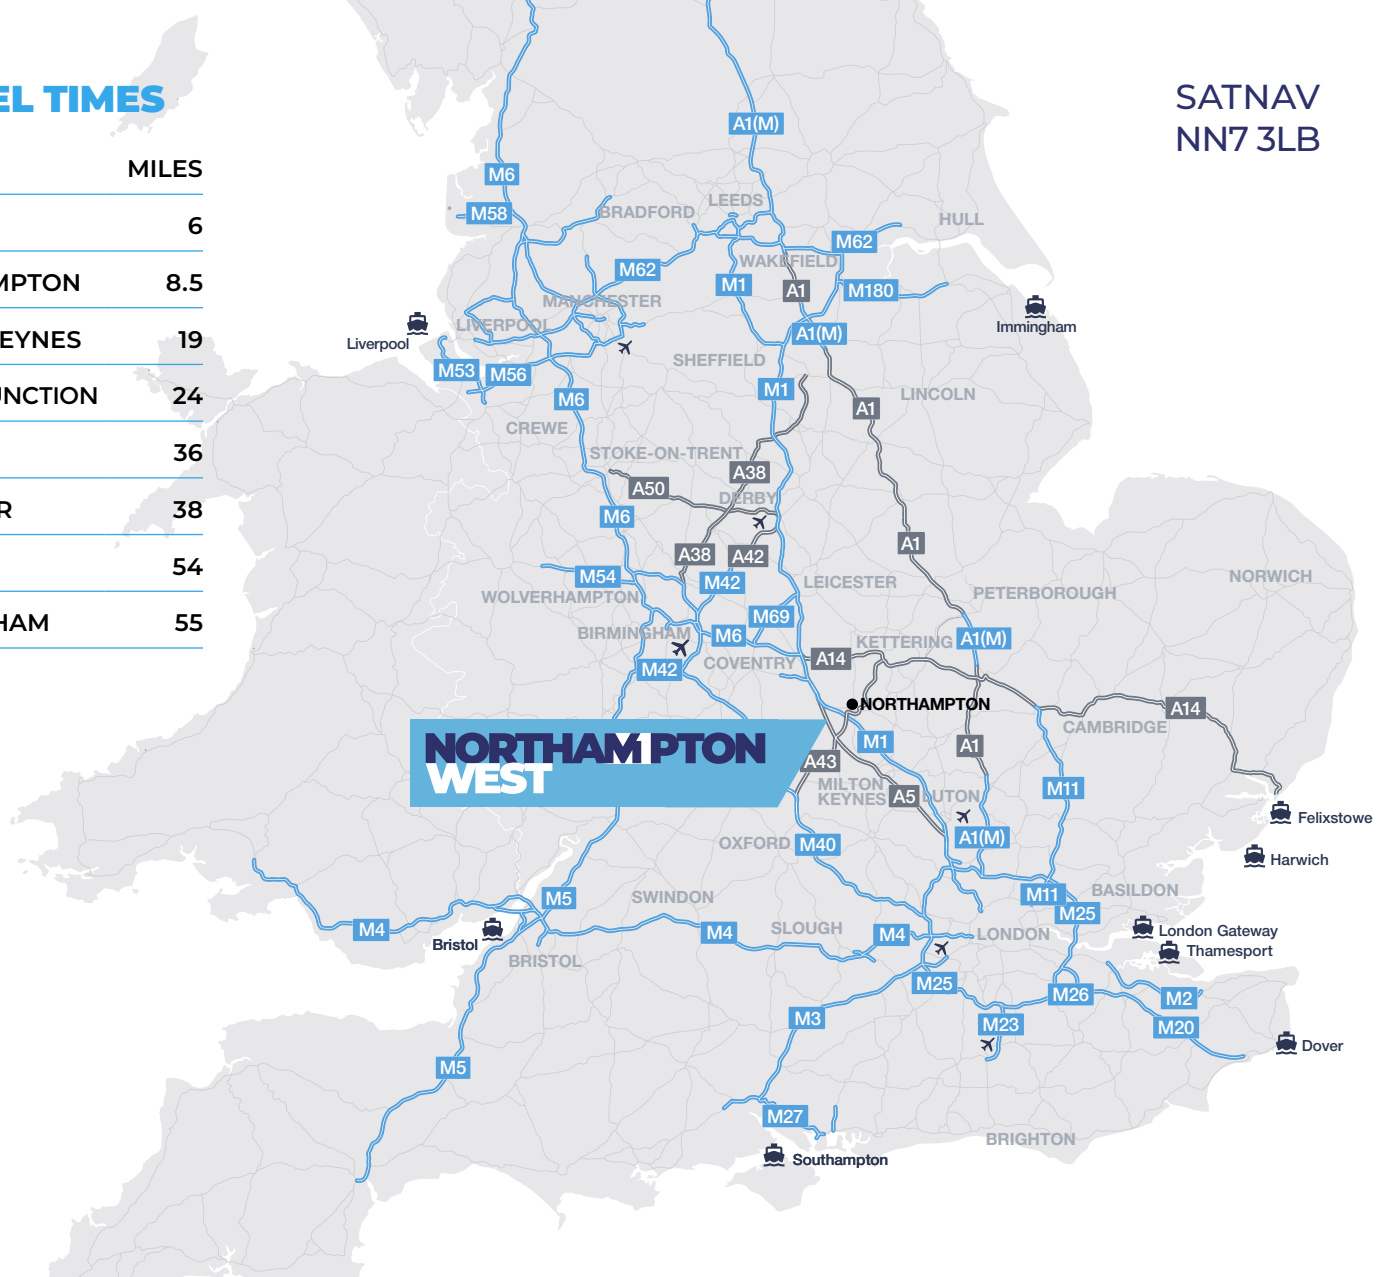 EL TIMES
MILES
6
MPTON 8.5
EYNES 19
UNCTION 24
36
R 38
54
HAM 55
SATNAV
NN7 3LB
A1(M)
M6
M58
BRADFORD
LEEDS
HULL
M62
WAKEFIELD
M62
M1
A1
M180
MANCHESTER
Immingham
LIVERPOOL
Liverpool
A1(M)
SHEFFIELD
M53
M56
M6
M1
LINCOLN
A1
CREWE
STOKE-ON-TRENT
A38
A50
DERBY
M6
A1
A38
A42
M54
M42
LEICESTER
NORWICH
WOLVERHAMPTON
PETERBOROUGH
M69
BIRMINGHAM
M6
KETTERING
A1(M)
M42
COVENTRY
A14
NORTHAMPTON
A14
CAMBRIDGE
NORTHAM1PTON
WEST
M1
A1
A43
MILTON
KEYNES
A5
LUTON
M11
Felixstowe
OXFORD
M40
A1(M)
Harwich
M5
SWINDON
M11
BASILDON
M25
M4
Bristol
M4
SLOUGH
M4
LONDON
London Gateway
Thamesport
BRISTOL
M25
M26
M2
M3
M23
M20
Dover
M5
M27
BRIGHTON
Southampton